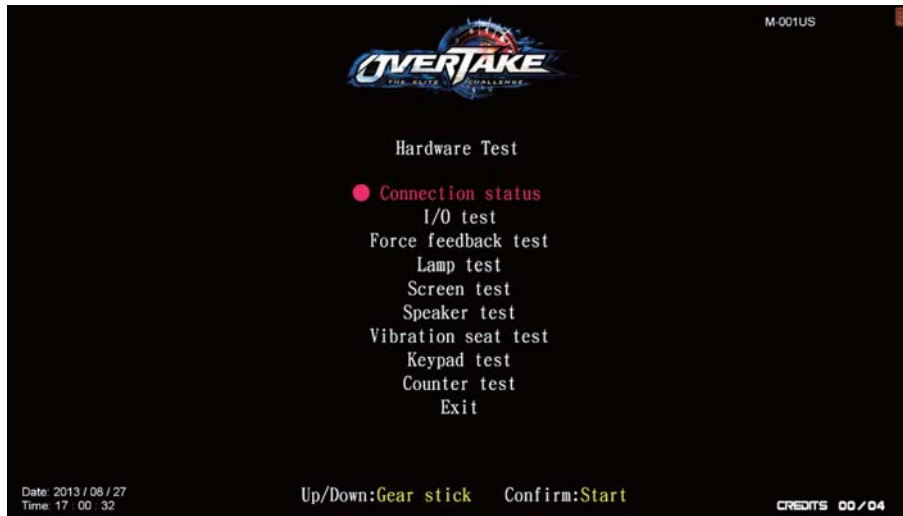 M-001US
OVERTAKE
THE ELITE CHALLENGE
Hardware Test
Connection status
I/O test
Force feedback test
Lamp test
Screen test
Speaker test
Vibration seat test
Keypad test
Counter test
Exit
Date: 2013 / 08 / 27
Time: 17 : 00 : 32
Up/Down:Gear stick Confirm:Start
CREDITS 00/04